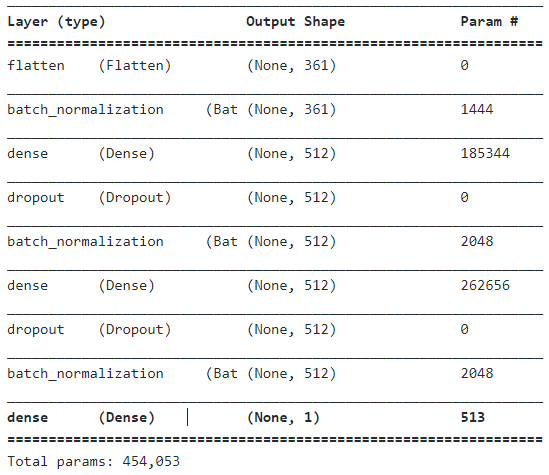 Layer (type) Output Shape Param #
flatten (Flatten) (None, 361) 0
batch_normalization (Bat (None, 361) 1444
dense (Dense) (None, 512) 185344
dropout (Dropout) (None, 512) 0
batch_normalization (Bat (None, 512) 2048
dense (Dense) (None, 512) 262656
dropout (Dropout) (None, 512) 0
batch_normalization (Bat (None, 512) 2048
dense (Dense) (None, 1) 513
Total params: 454,053